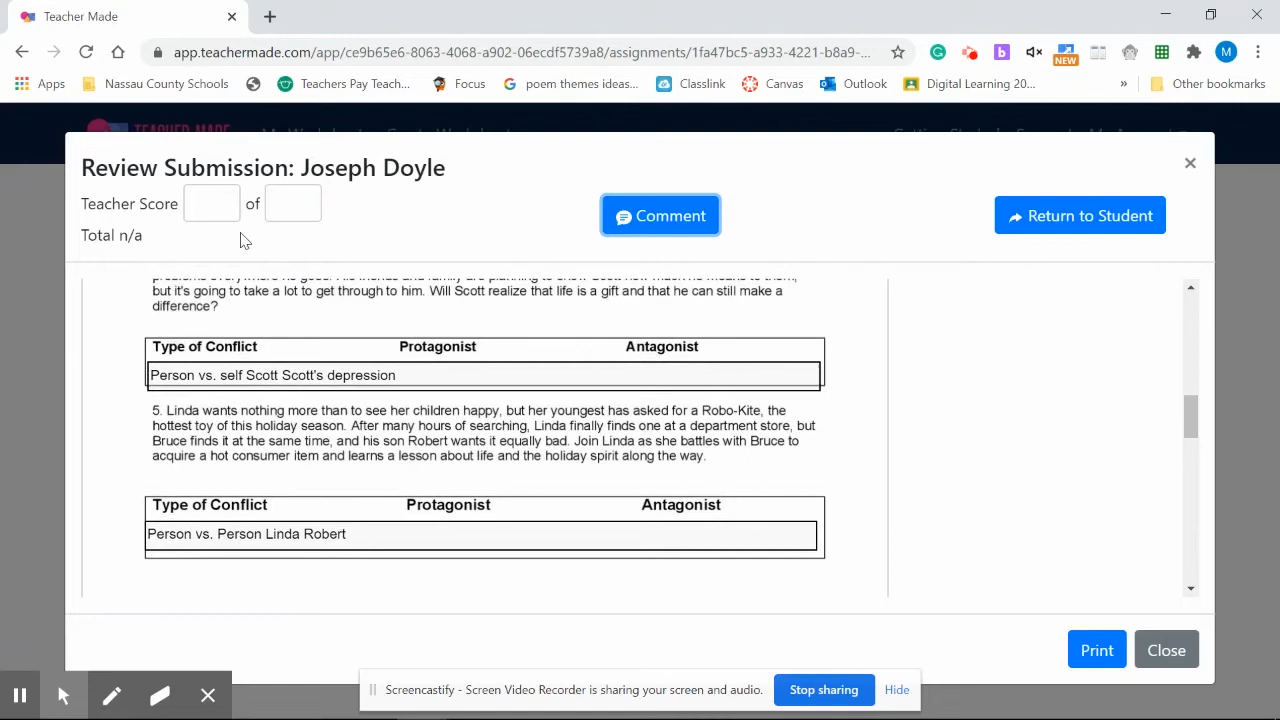 Teacher Made
app.teachermade.com/app/ce9b65e6-8063-4068-a902-06ecdf5739a8/assignments/1fa47bc5-a933-4221-b8a9-...
NEW
M
Apps Nassau County Schools Teachers Pay Teach... Focus poem themes ideas... Classlink Canvas Outlook Digital Learning 20... » Other bookmarks
Review Submission: Joseph Doyle
Teacher Score of
Comment
Return to Student
Total n/a
but it's going to take a lot to get through to him. Will Scott realize that life is a gift and that he can still make a
difference?
Type of Conflict Protagonist Antagonist
Person vs. self Scott Scott's depression
5. Linda wants nothing more than to see her children happy, but her youngest has asked for a Robo-Kite, the
hottest toy of this holiday season. After many hours of searching, Linda finally finds one at a department store, but
Bruce finds it at the same time, and his son Robert wants it equally bad. Join Linda as she battles with Bruce to
acquire a hot consumer item and learns a lesson about life and the holiday spirit along the way.
Type of Conflict Protagonist Antagonist
Person vs. Person Linda Robert
Print Close
Screencastify - Screen Video Recorder is sharing your screen and audio. Stop sharing Hide